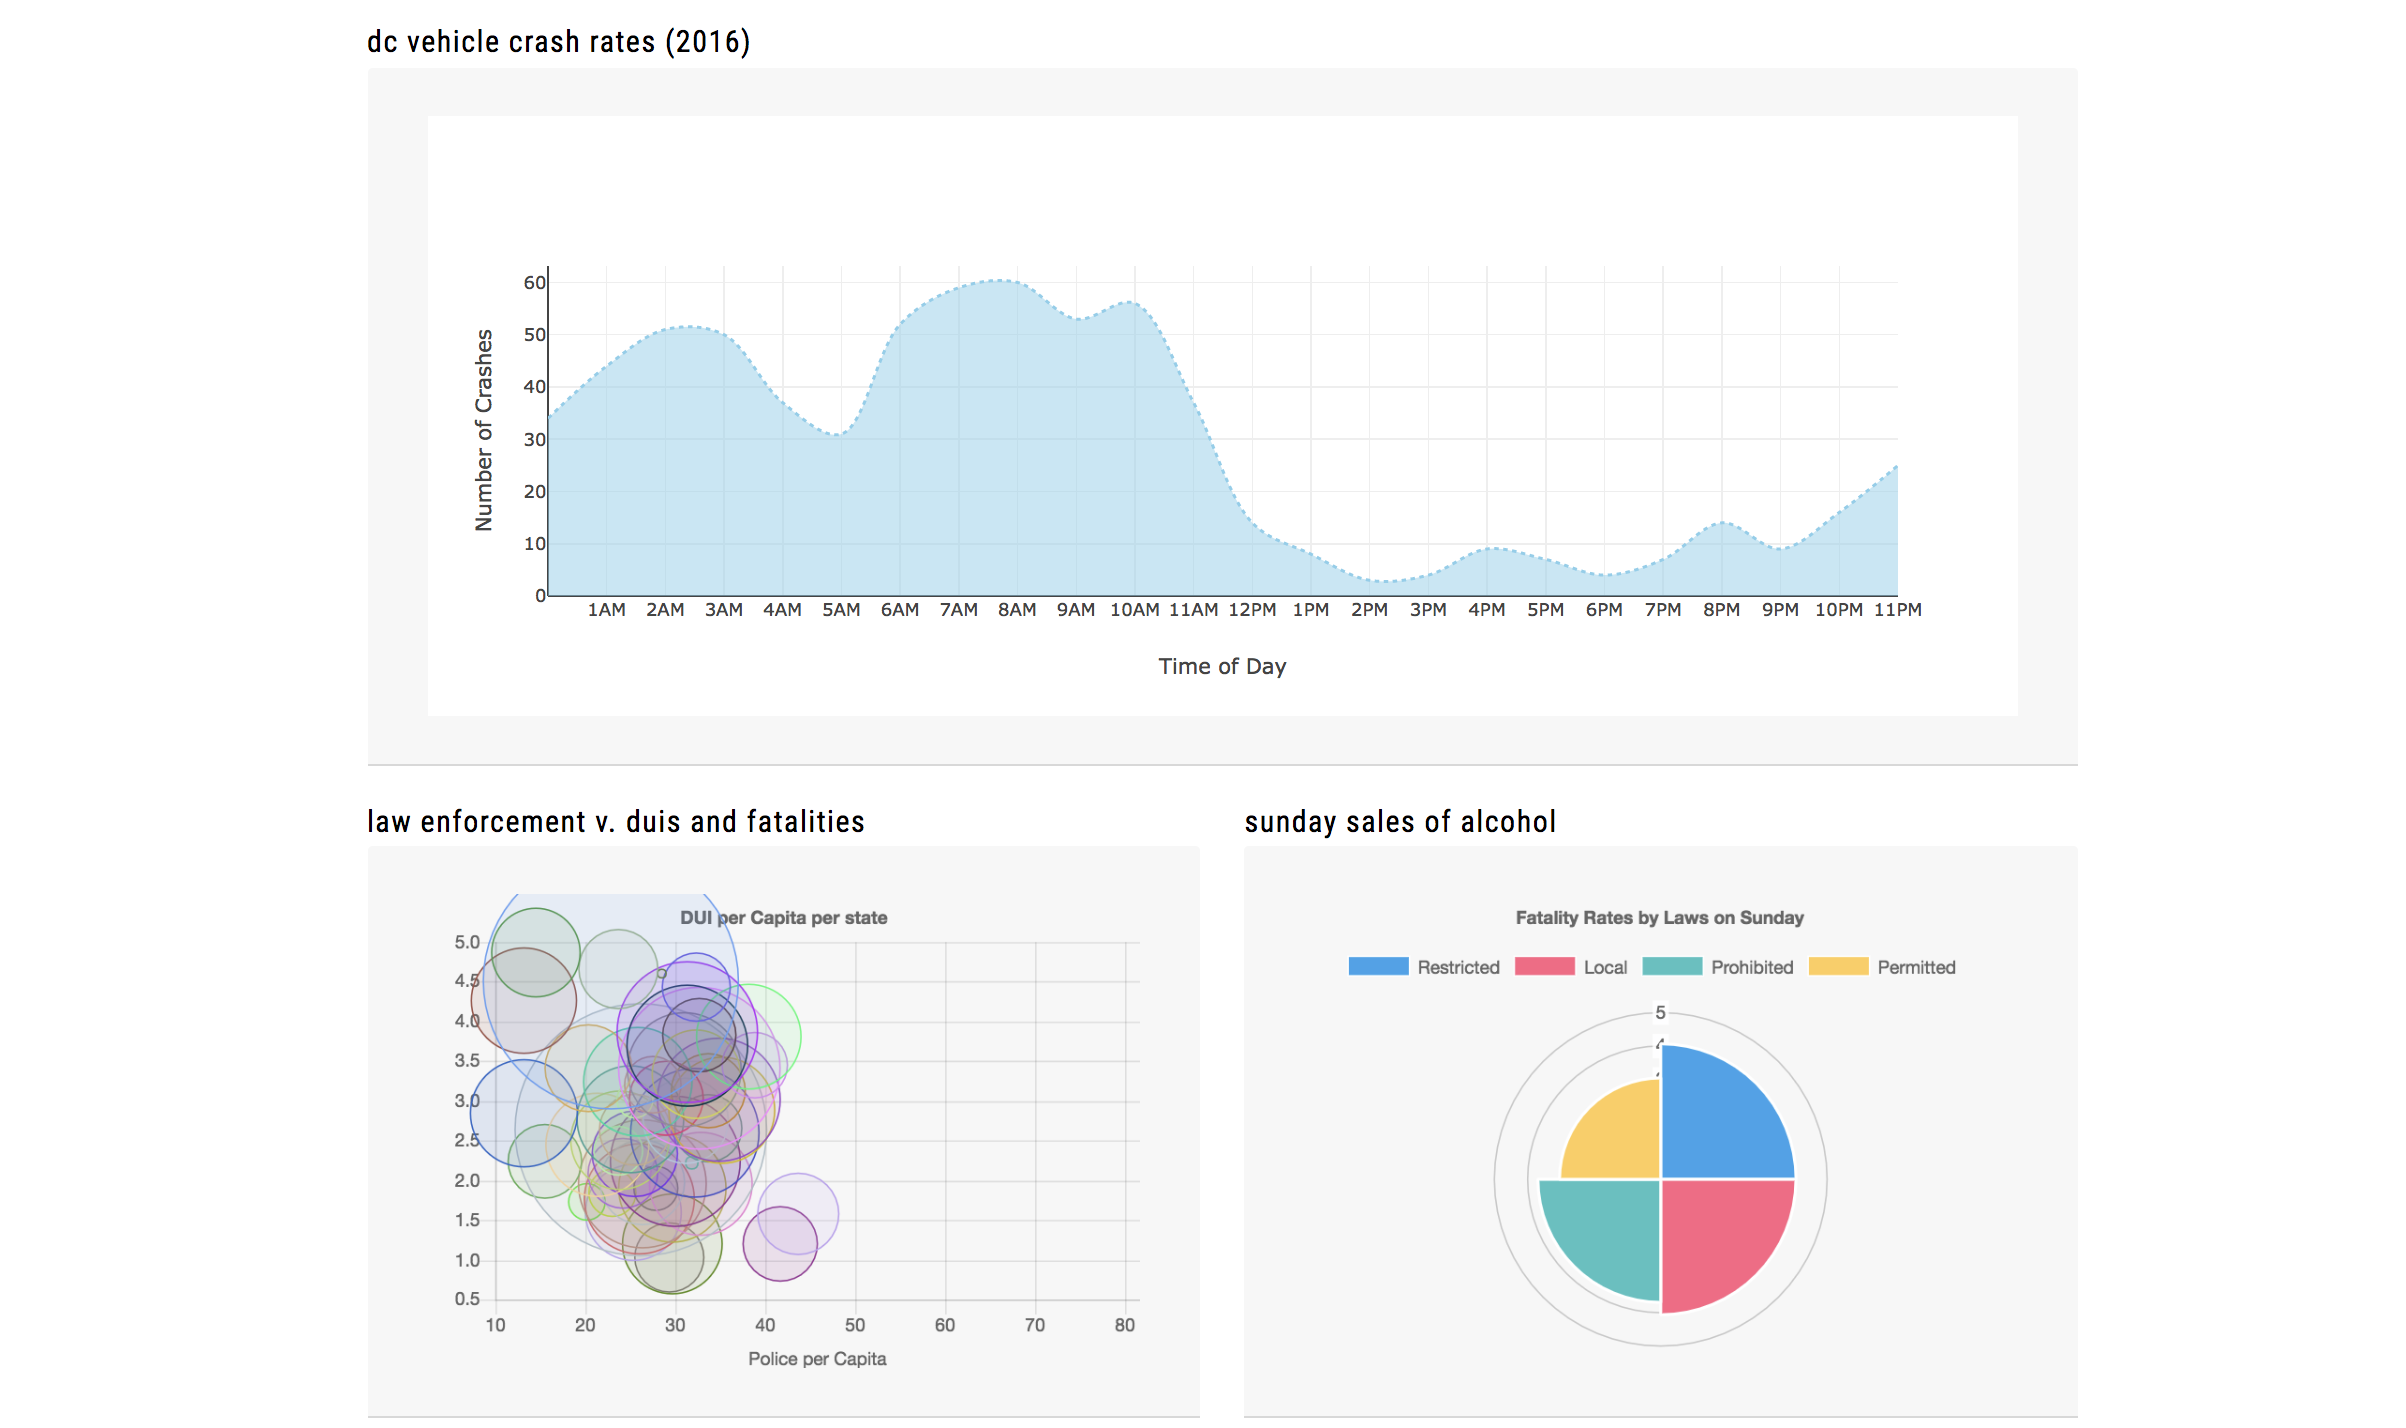 dc vehicle crash rates (2016)
60
50
40
30
20
10
0
Number of Crashes
1AM 2AM 3AM 4AM 5AM 6AM 7AM 8AM 9AM 10AM 11AM 12PM 1PM 2PM 3PM 4PM 5PM 6PM 7PM 8PM 9PM 10PM 11PM
Time of Day
law enforcement v. duis and fatalities
DUI per Capita per state
5.0
4.5
4.0
3.5
3.0
2.5
2.0
1.5
1.0
0.5
10 20 30 40 50 60 70 80
Police per Capita
sunday sales of alcohol
Fatality Rates by Laws on Sunday
Restricted Local Prohibited Permitted
5
4